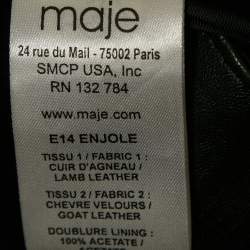 maje
24 rue du Mail - 75002 Paris
SMCP USA, Inc
RN 132 784
www.maje.com
E14 ENJOLE
TISSU 1 / FABRIC 1 :
CUIR D'AGNEAU /
LAMB LEATHER
TISSU 2 / FABRIC 2 :
CHEVRE VELOURS /
GOAT LEATHER
DOUBLURE LINING :
100% ACETATE /
ACETATE